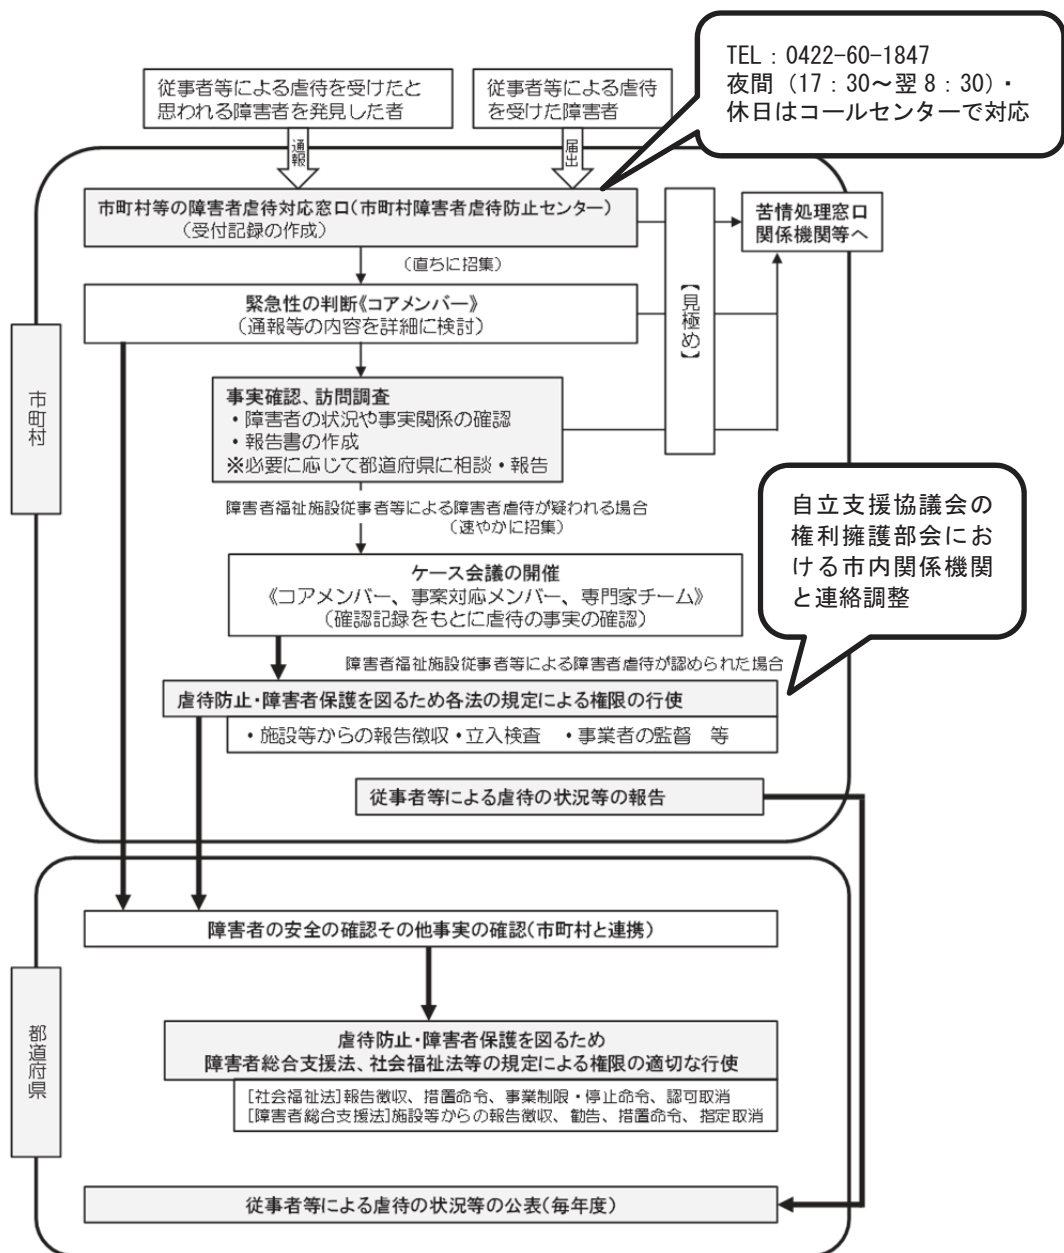 TEL：0422-60-1847
夜間（17：30～翌8：30）・
休日はコールセンターで対応
従事者等による虐待を受けたと
思われる障害者を発見した者
従事者等による虐待
を受けた障害者
通報
届出
市町村等の障害者虐待対応窓口(市町村障害者虐待防止センター)
（受付記録の作成）
苦情処理窓口
関係機関等へ
（直ちに招集）
緊急性の判断《コアメンバー》
（通報等の内容を詳細に検討）
【見極め】
市町村
事実確認、訪問調査
・障害者の状況や事実関係の確認
・報告書の作成
※必要に応じて都道府県に相談・報告
障害者福祉施設従事者等による障害者虐待が疑われる場合
（速やかに招集）
自立支援協議会の
権利擁護部会にお
ける市内関係機関
と連絡調整
ケース会議の開催
《コアメンバー、事案対応メンバー、専門家チーム》
（確認記録をもとに虐待の事実の確認）
障害者福祉施設従事者等による障害者虐待が認められた場合
虐待防止・障害者保護を図るため各法の規定による権限の行使
・施設等からの報告徴収・立入検査　・事業者の監督　等
従事者等による虐待の状況等の報告
障害者の安全の確認その他事実の確認(市町村と連携)
都道府県
虐待防止・障害者保護を図るため
障害者総合支援法、社会福祉法等の規定による権限の適切な行使
[社会福祉法]報告徴収、措置命令、事業制限・停止命令、認可取消
[障害者総合支援法]施設等からの報告徴収、勧告、措置命令、指定取消
従事者等による虐待の状況等の公表(毎年度)